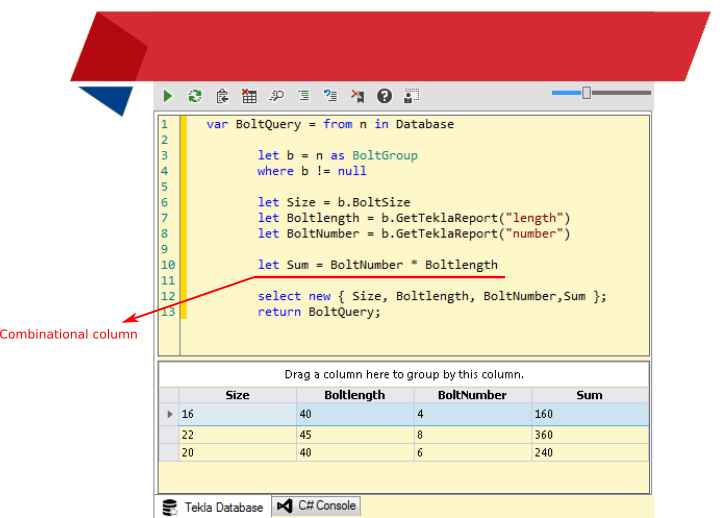 1 var BoltQuery = from n in Database
2
3 let b = n as BoltGroup
4 where b != null
5
6 let Size = b.BoltSize
7 let Boltlength = b.GetTeklaReport("length")
8 let BoltNumber = b.GetTeklaReport("number")
9
10 let Sum = BoltNumber * Boltlength
11
12 select new { Size, Boltlength, BoltNumber,Sum };
13 return BoltQuery;
Combinational column
Drag a column here to group by this column.
Size Boltlength BoltNumber Sum
16 40 4 160
22 45 8 360
20 40 6 240
Tekla Database C# Console